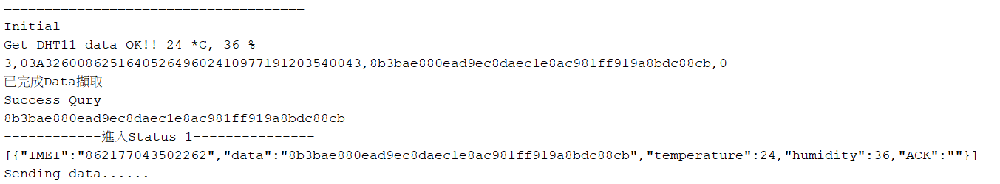 =====================================
Initial
Get DHT11 data OK!! 24 *C, 36 %
3,03A32600862516405264960241097719120354​0043,8b3bae880ead9ec8daec1e8ac981ff919a8bdc88cb,0
已完成Data擷取
Success Qury
8b3bae880ead9ec8daec1e8ac981ff919a8bdc88cb
------------進入Status 1---------------
[{"IMEI":"862177043502262","data":"8b3bae880ead9ec8daec1e8ac981ff919a8bdc88cb","temperature":24,"humidity":36,"ACK":""}]
Sending data......